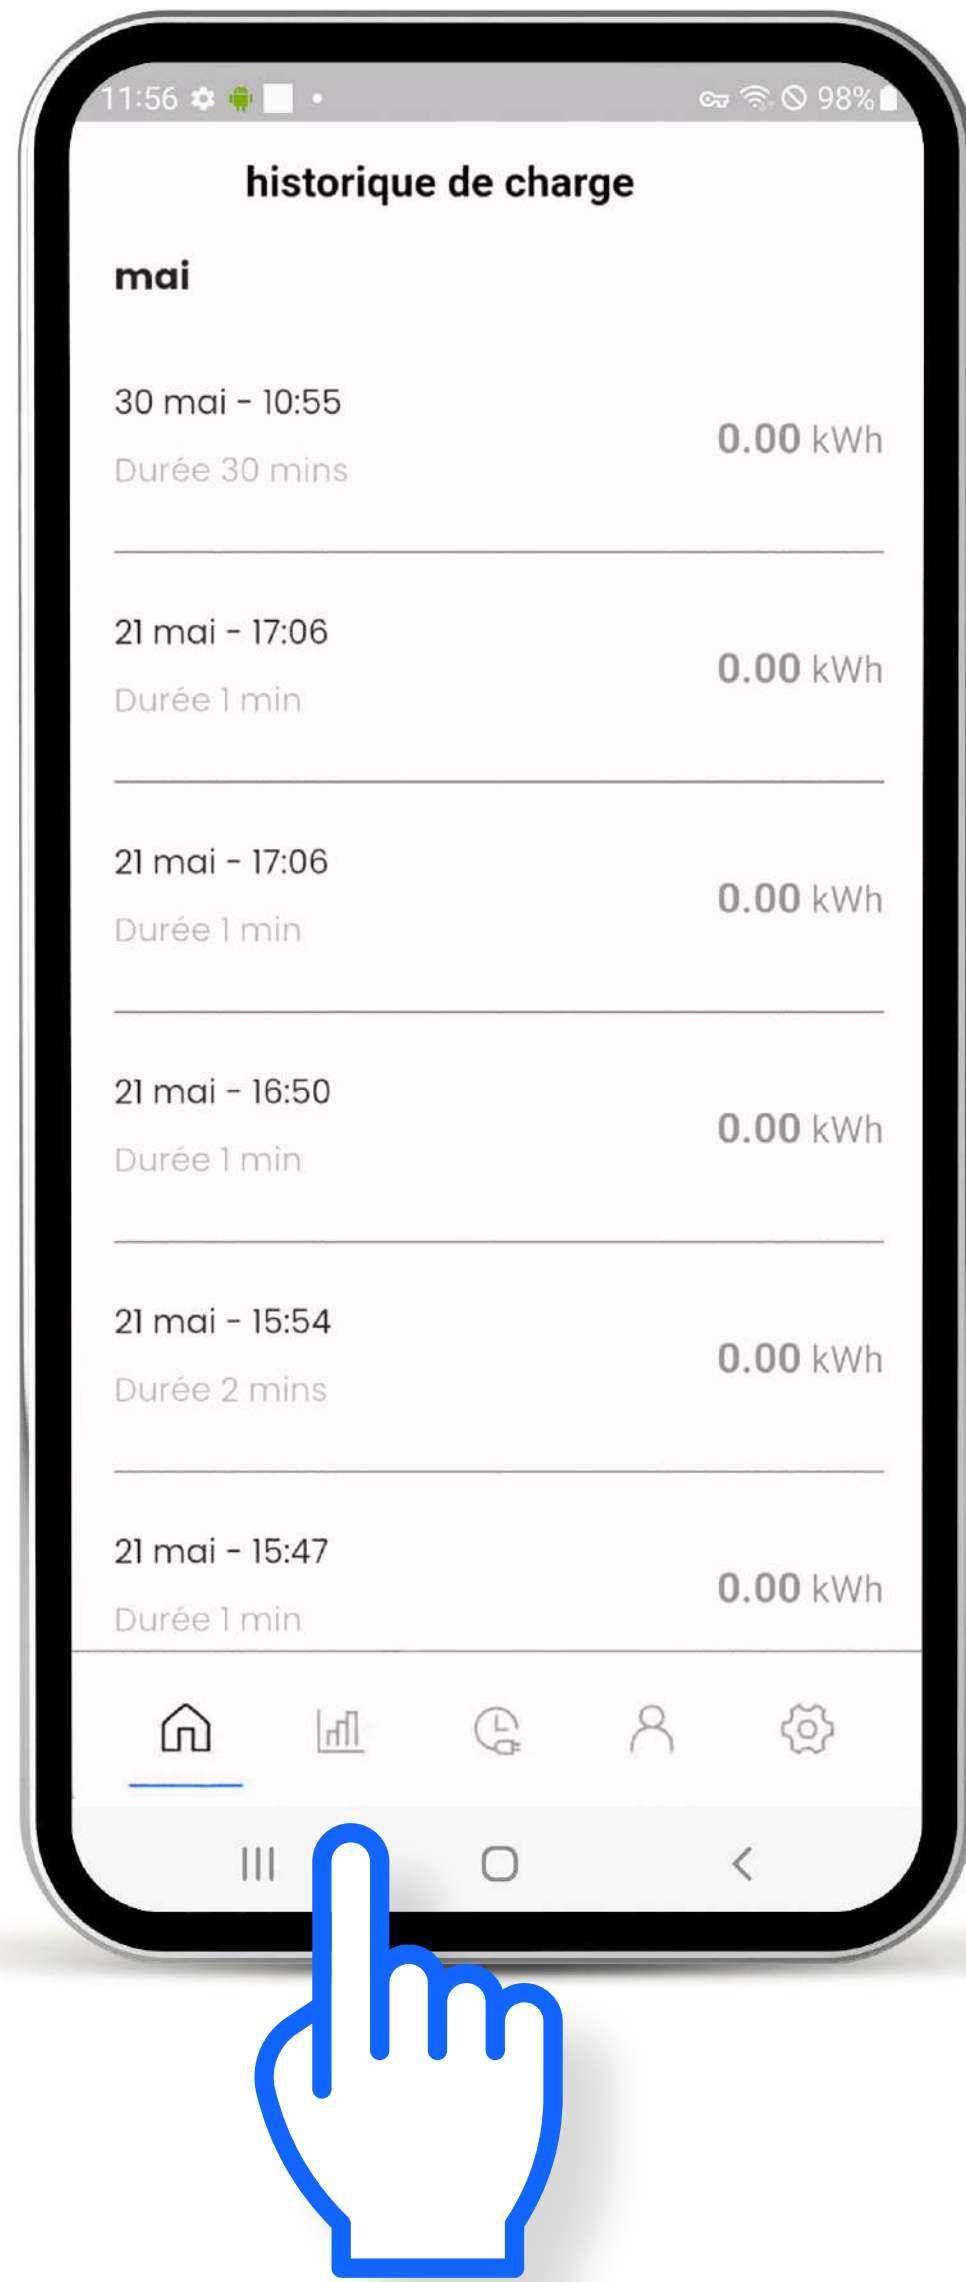 11:56
98%
historique de charge
mai
30 mai - 10:55
0.00 kWh
Durée 30 mins
21 mai - 17:06
0.00 kWh
Durée 1 min
21 mai - 17:06
0.00 kWh
Durée 1 min
21 mai - 16:50
0.00 kWh
Durée 1 min
21 mai - 15:54
0.00 kWh
Durée 2 mins
21 mai - 15:47
0.00 kWh
Durée 1 min